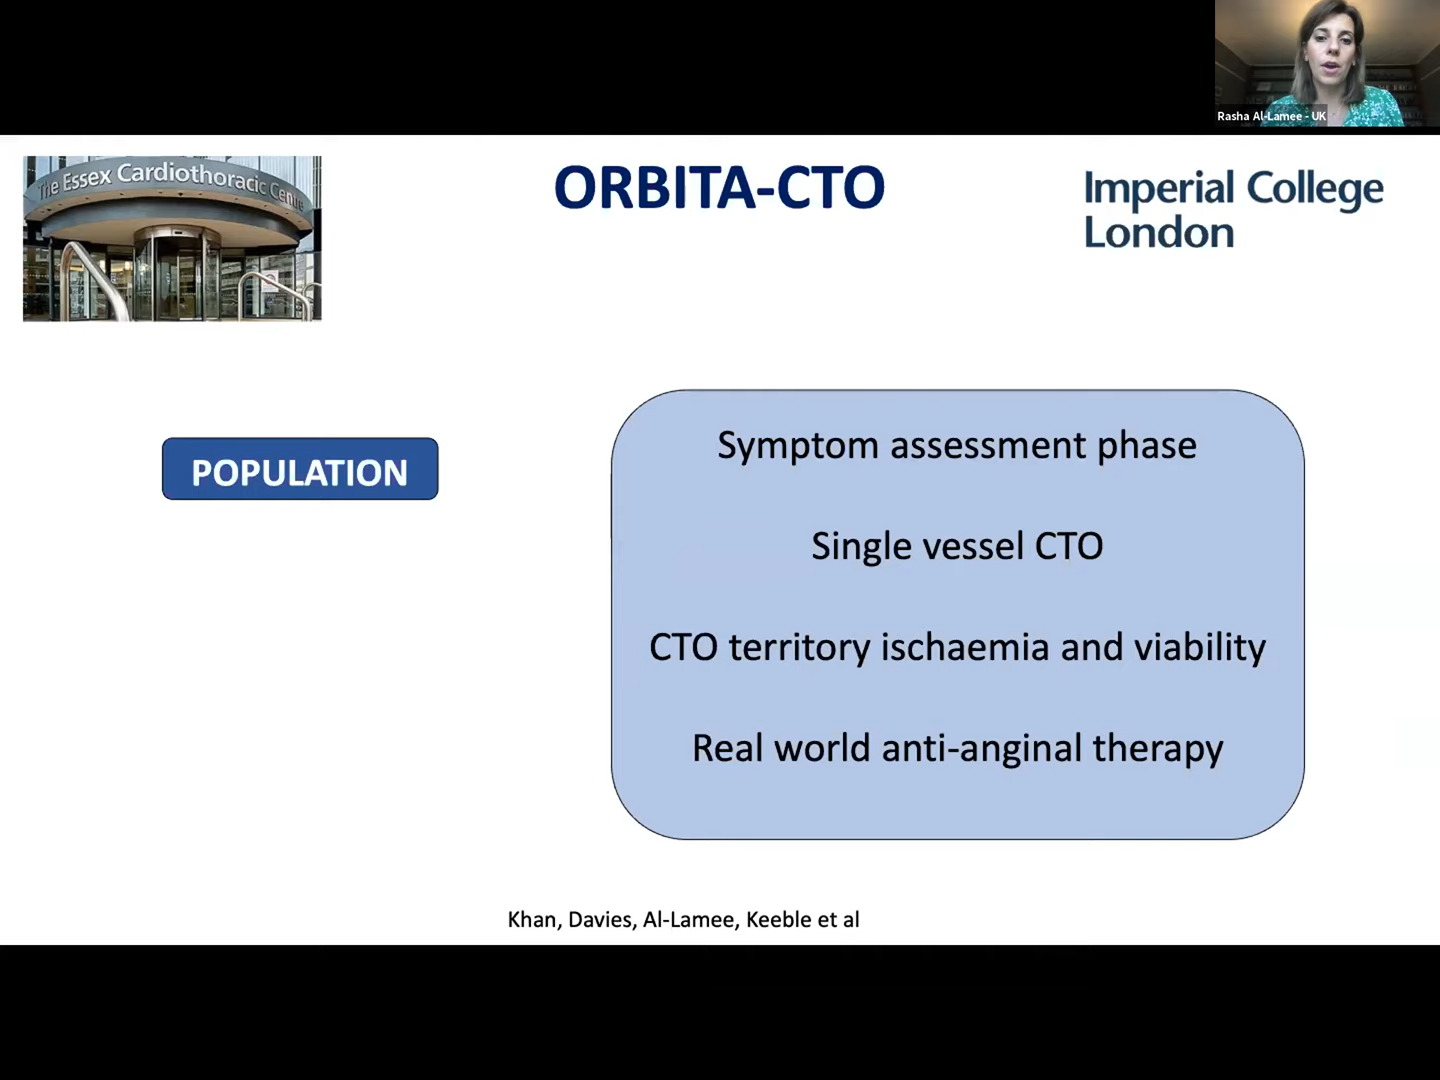 Rasha Al-Lamee - UK
The Essex Cardiothoracic Centre
ORBITA-CTO
Imperial College
London
POPULATION
Symptom assessment phase
Single vessel CTO
CTO territory ischaemia and viability
Real world anti-anginal therapy
Khan, Davies, Al-Lamee, Keeble et al